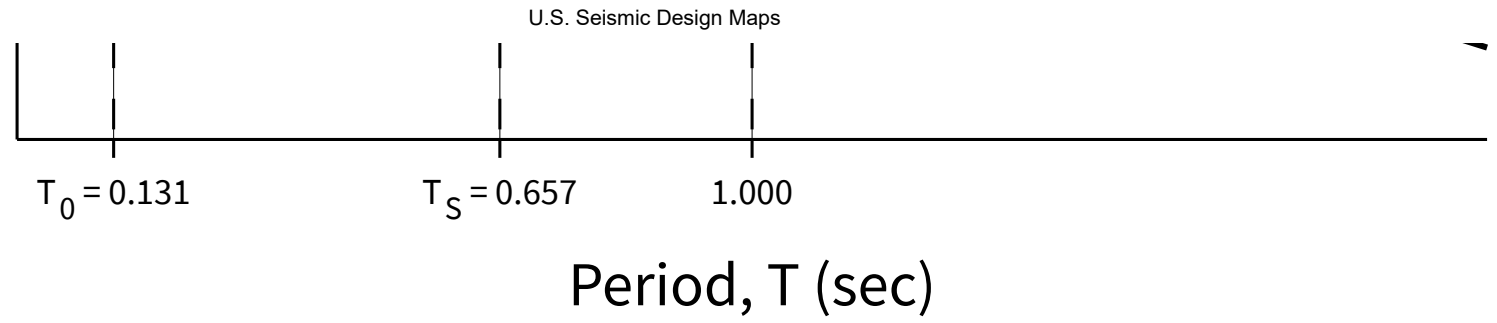 U.S. Seismic Design Maps
T0 = 0.131 TS = 0.657 1.000
Period, T (sec)